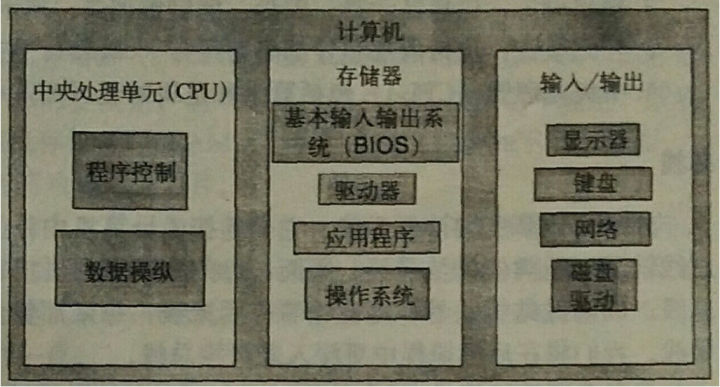 计算机
中央处理单元(CPU)
程序控制
数据操纵
存储器
基本输入输出系
统（BIOS）
驱动器
应用程序
操作系统
输入/输出
显示器
键盘
网络
磁盘
驱动